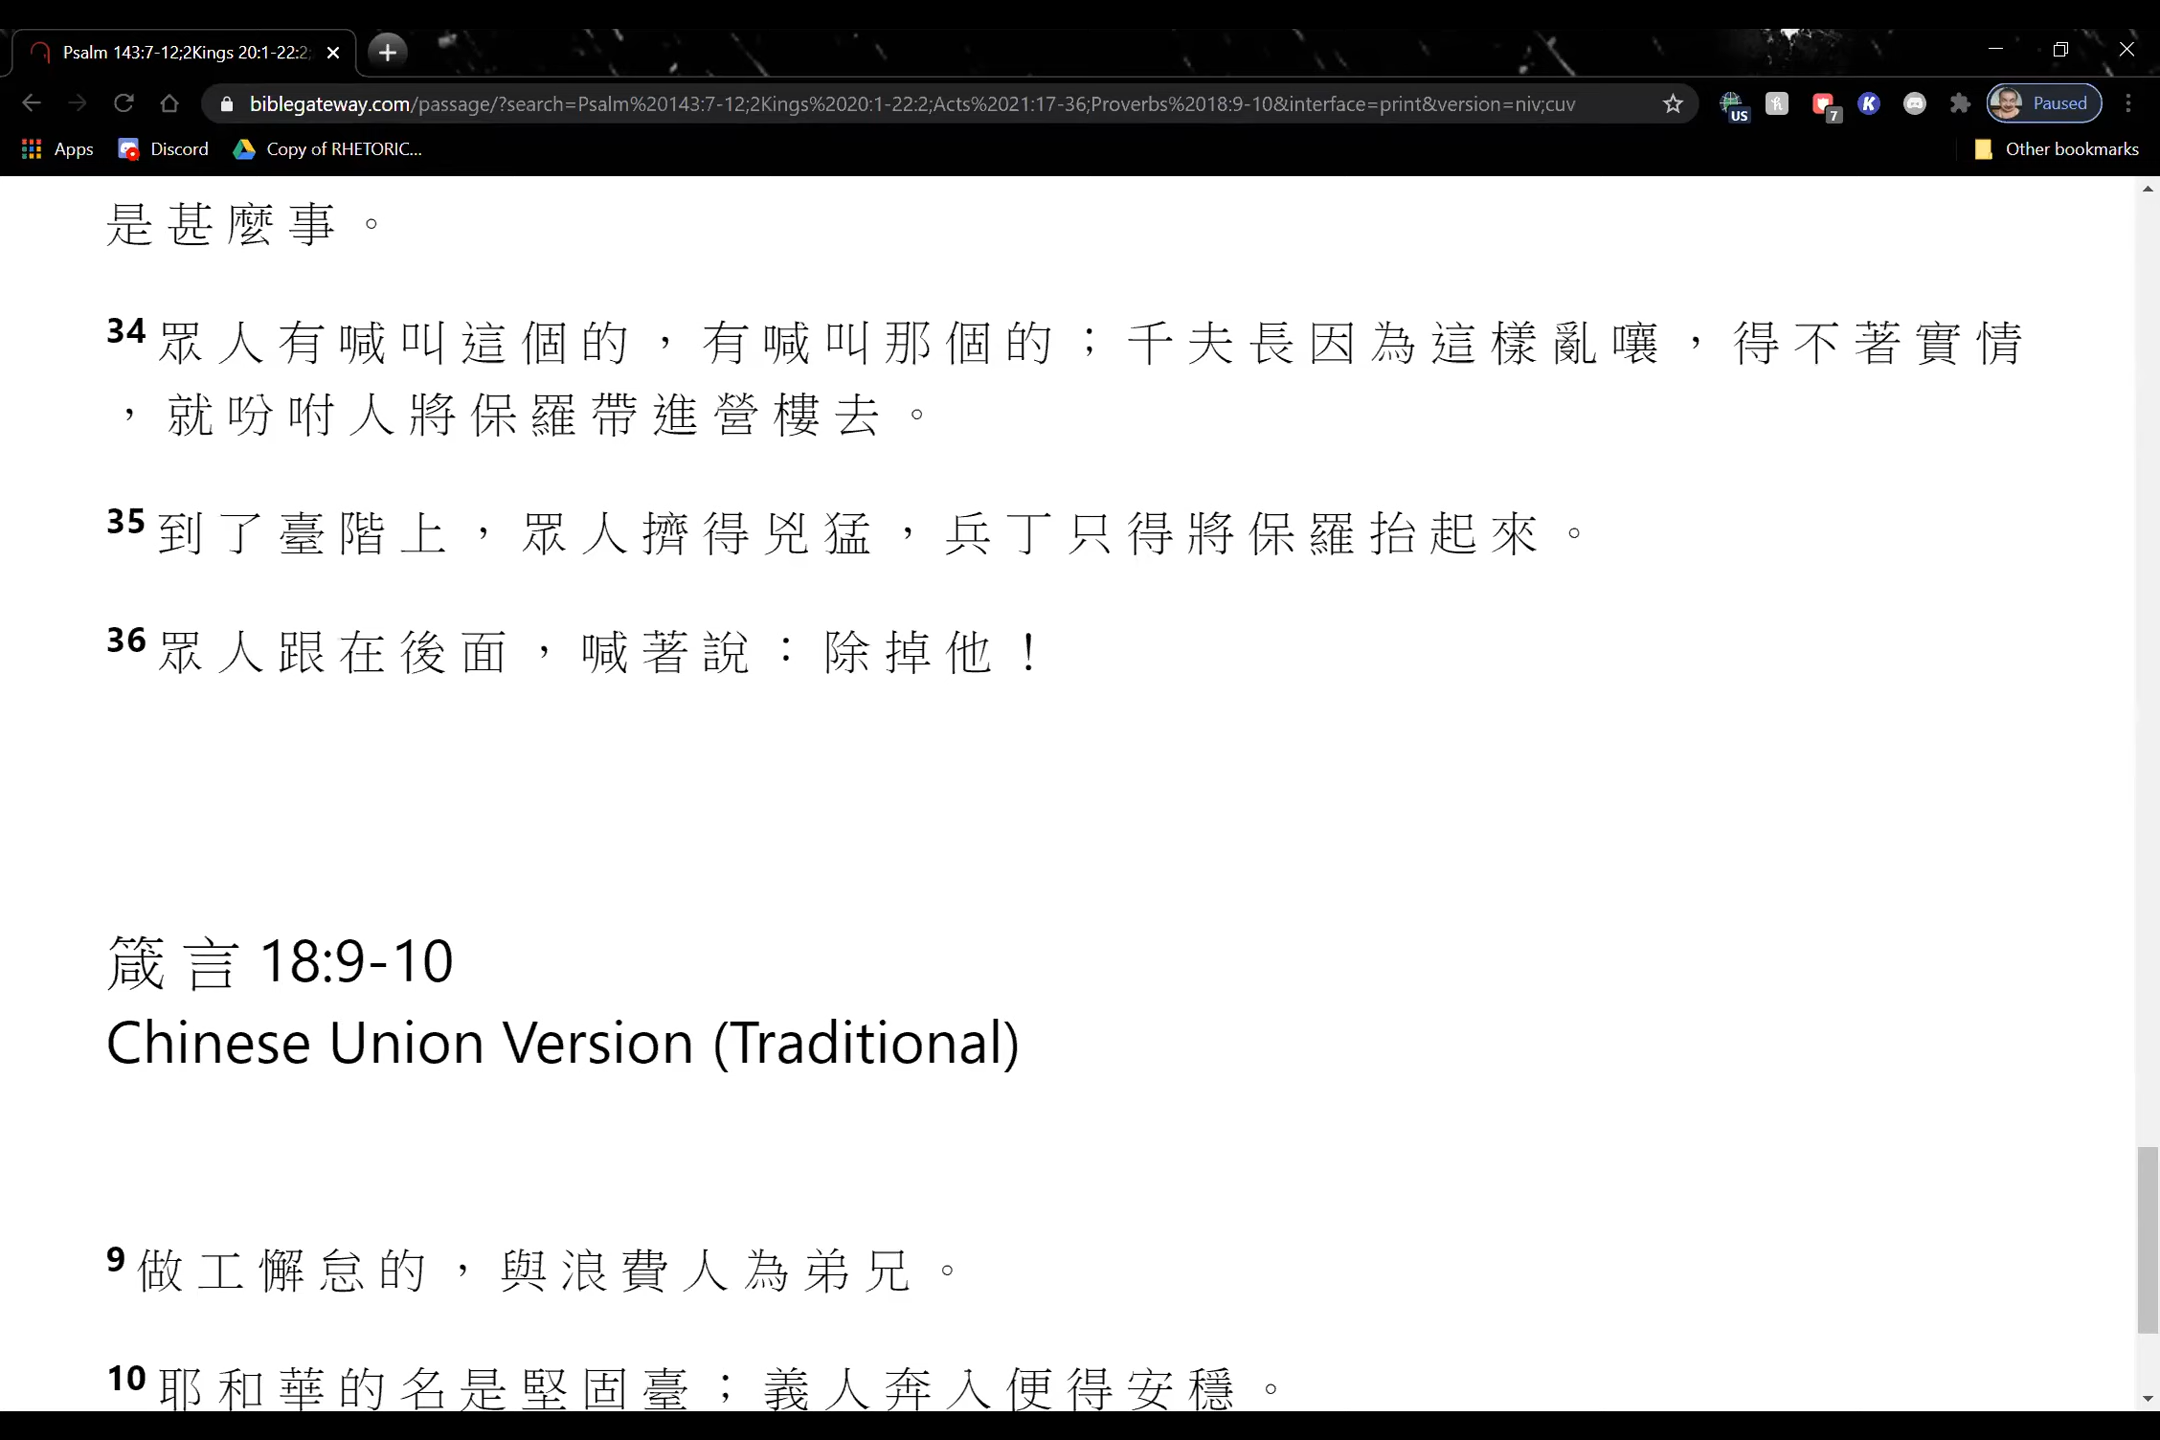 Psalm 143:7-12;2Kings 20:1-22:2;
biblegateway.com/passage/?search=Psalm%20143:7-12;2Kings%2020:1-22:2;Acts%2021:17-36;Proverbs%2018:9-10&interface=print&version=niv;cuv
US
7
K
Paused
Apps
Discord
Copy of RHETORIC...
Other bookmarks
是甚麼事。
34 眾人有喊叫這個的，有喊叫那個的；千夫長因為這樣亂嚷，得不著實情
，就吩咐人將保羅帶進營樓去。
35 到了臺階上，眾人擠得兇猛，兵丁只得將保羅抬起來。
36 眾人跟在後面，喊著說：除掉他！
箴言 18:9-10
Chinese Union Version (Traditional)
9 做工懈怠的，與浪費人為弟兄。
10 耶和華的名是堅固臺；義人奔入便得安穩。